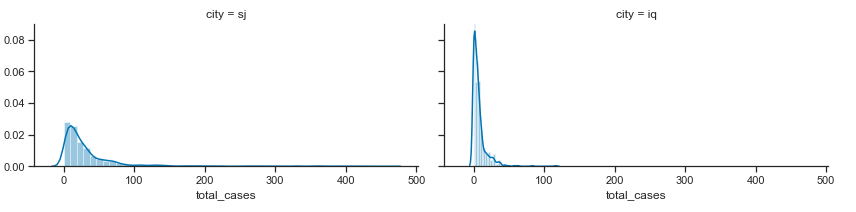 city = sj
city = iq
0.08
0.06
0.04
0.02
0.00
0 100 200 300 400 500
0 100 200 300 400 500
total_cases
total_cases